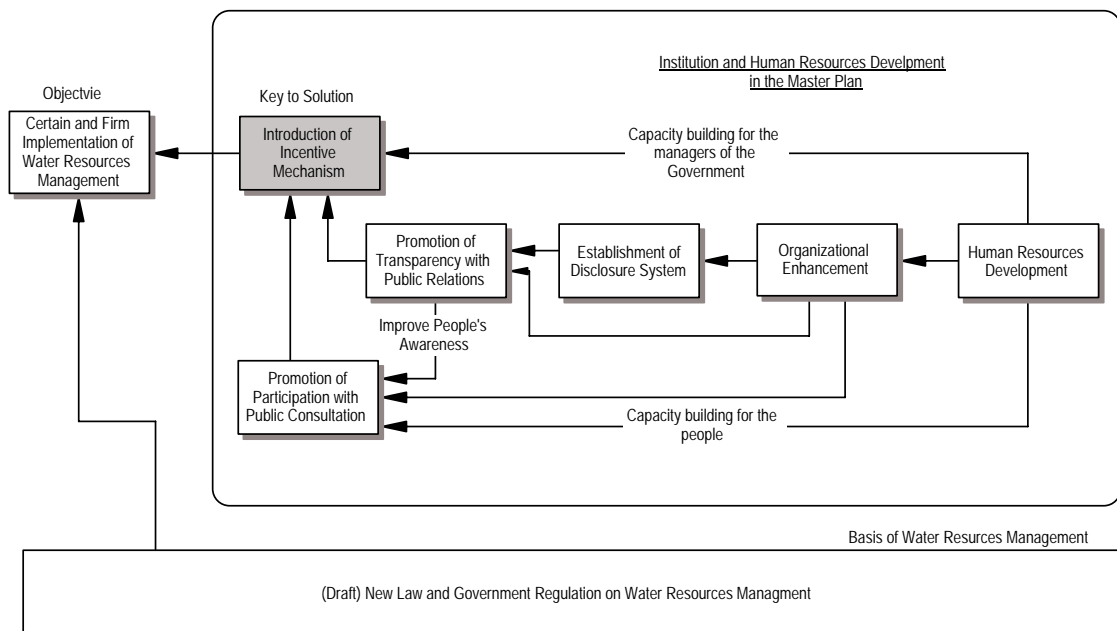 Institution and Human Resources Develpment
in the Master Plan
Objectvie
Key to Solution
Certain and Firm
Implementation of
Water Resources
Management
Introduction of
Incentive
Mechanism
Capacity building for the
managers of the
Government
Promotion of
Transparency with
Public Relations
Establishment of
Disclosure System
Organizational
Enhancement
Human Resources
Development
Improve People's
Awareness
Promotion of
Participation with
Public Consultation
Capacity building for the
people
Basis of Water Resurces Management
(Draft) New Law and Government Regulation on Water Resources Managment